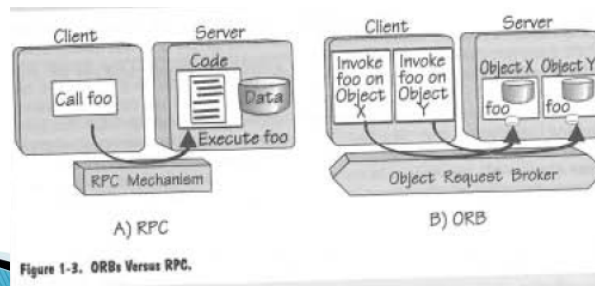 Client
Server
Call foo
Code
Data
Execute foo
RPC Mechanism
A) RPC
Client
Server
Invoke
foo on
Object
X
Invoke
foo on
Object
Y
Object X
Object Y
foo
foo
Object Request Broker
B) ORB
Figure 1-3. ORBs Versus RPC.